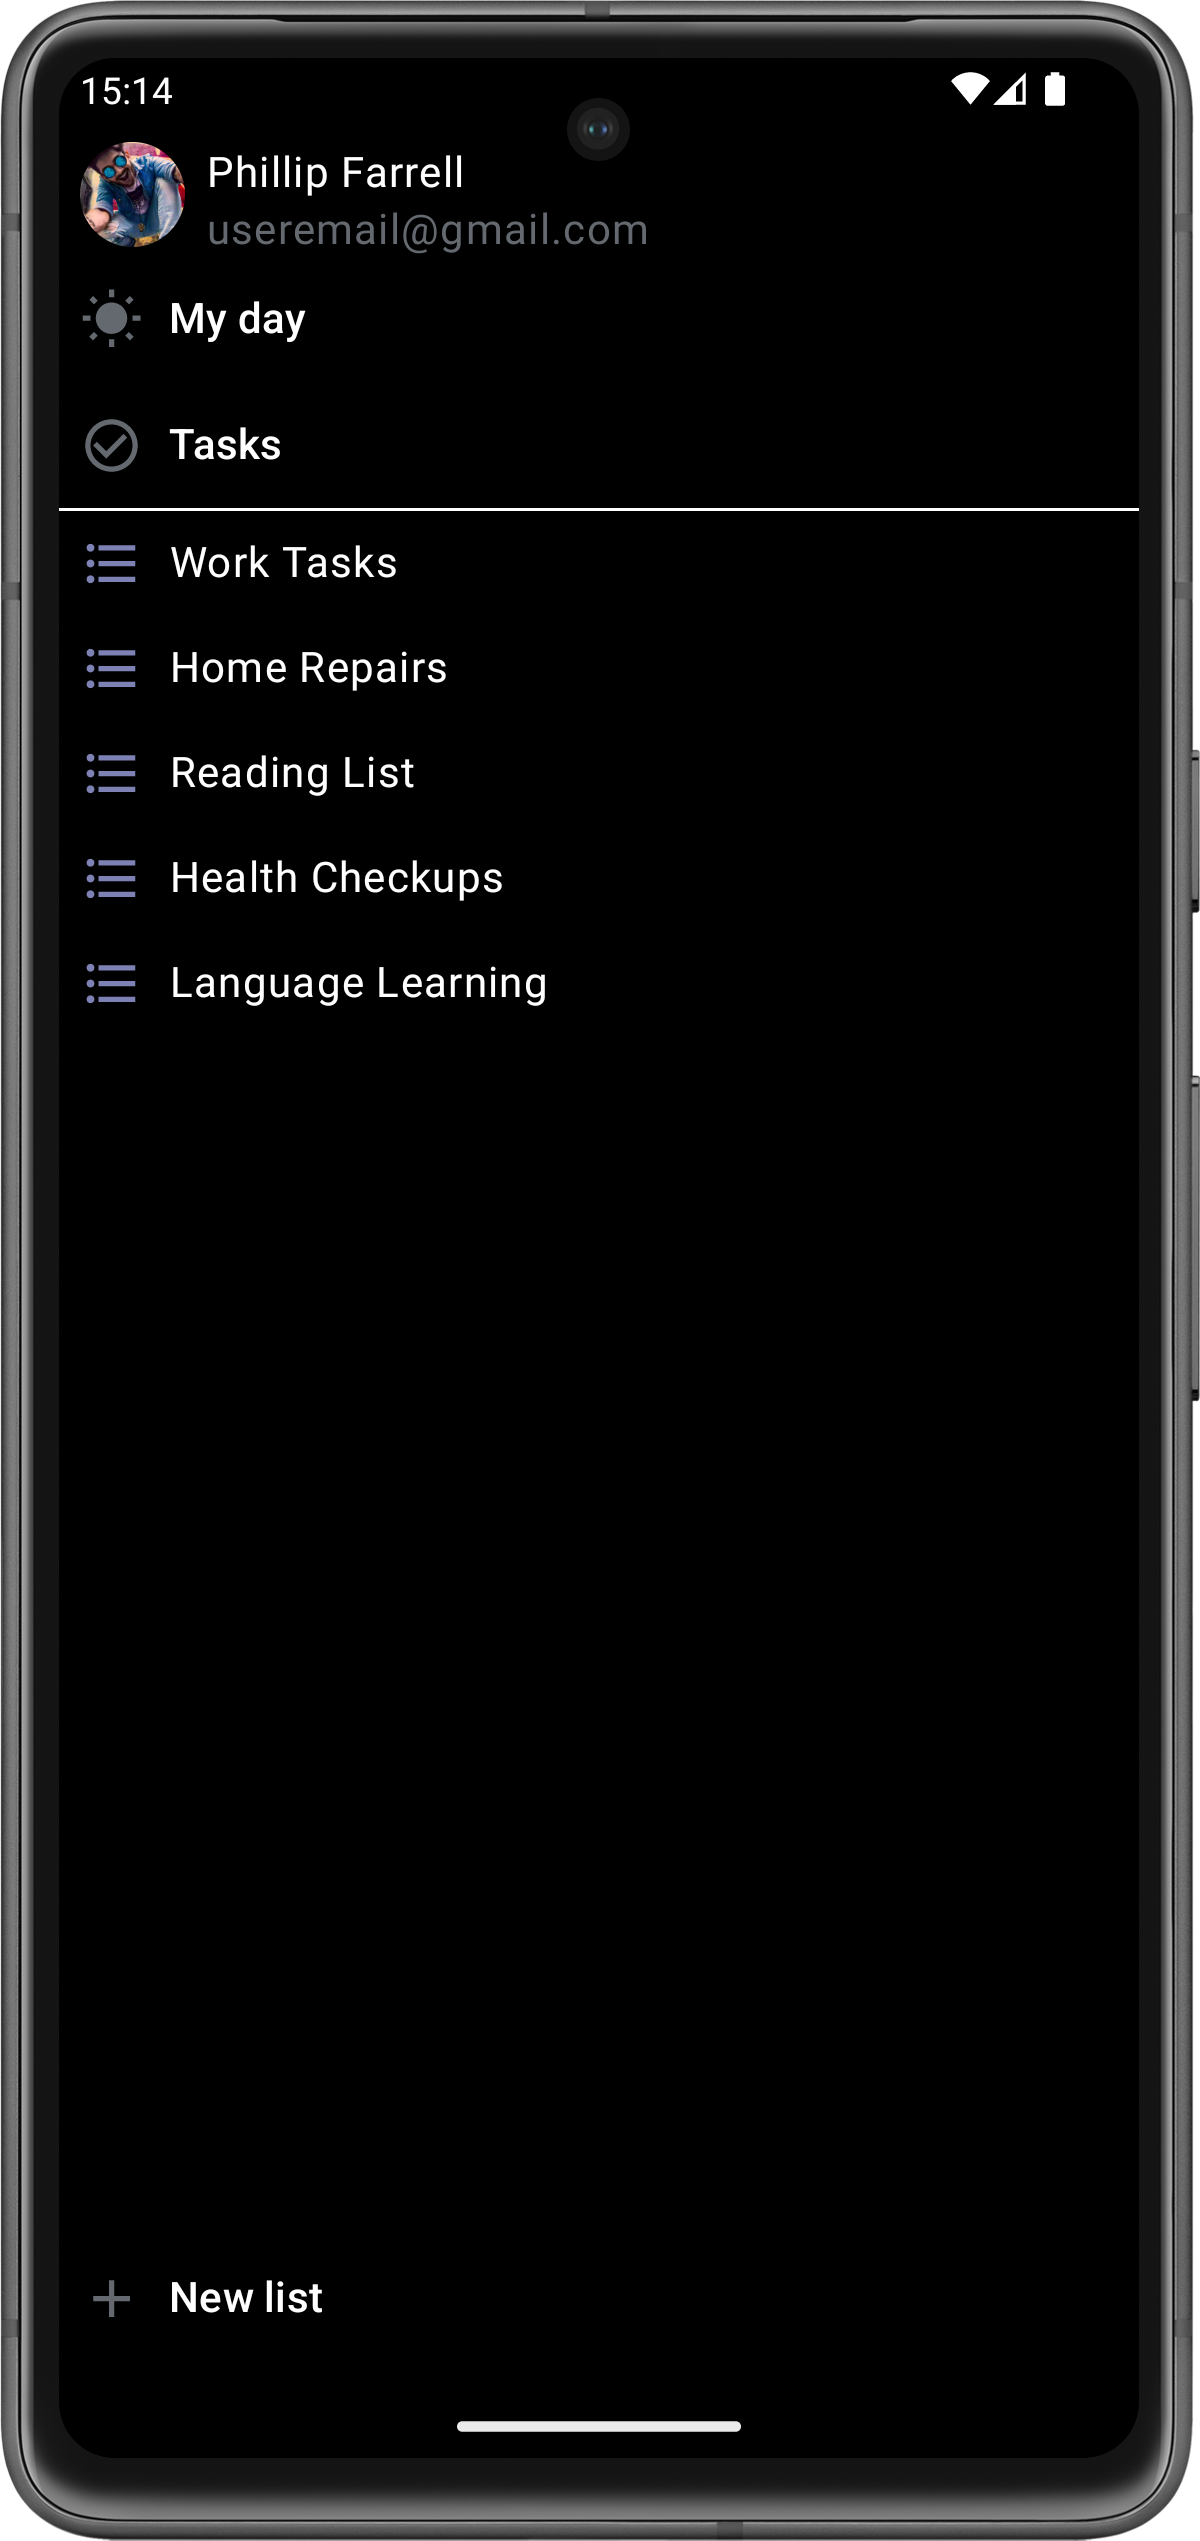 15:14
Phillip Farrell
useremail@gmail.com
My day
Tasks
Work Tasks
Home Repairs
Reading List
Health Checkups
Language Learning
New list